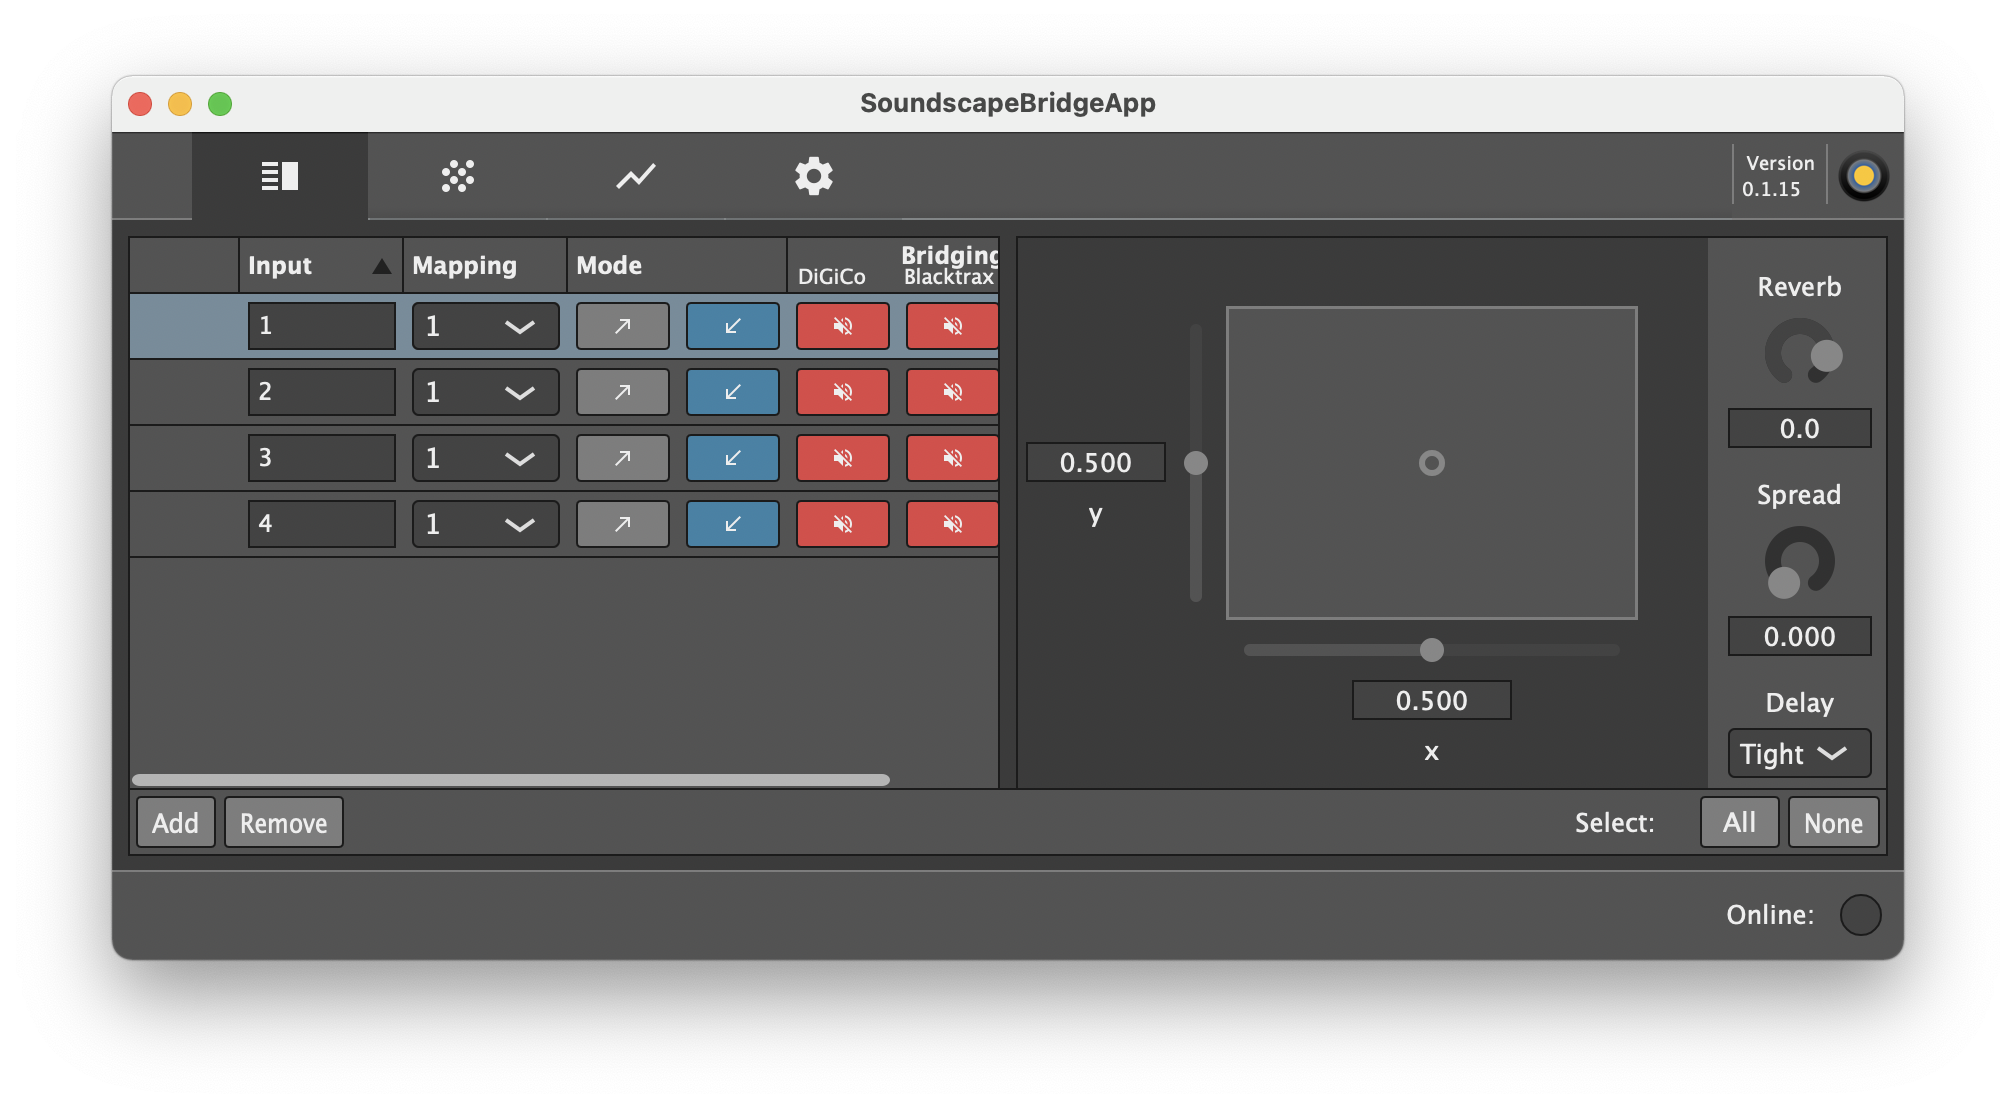 SoundscapeBridgeApp
Version
0.1.15
Input Mapping Mode Bridging
DiGiCo Blacktrax
1 1
2 1
3 1
4 1
0.500
y
0.500
x
Reverb
0.0
Spread
0.000
Delay
Tight
Add Remove Select: All None
Online: